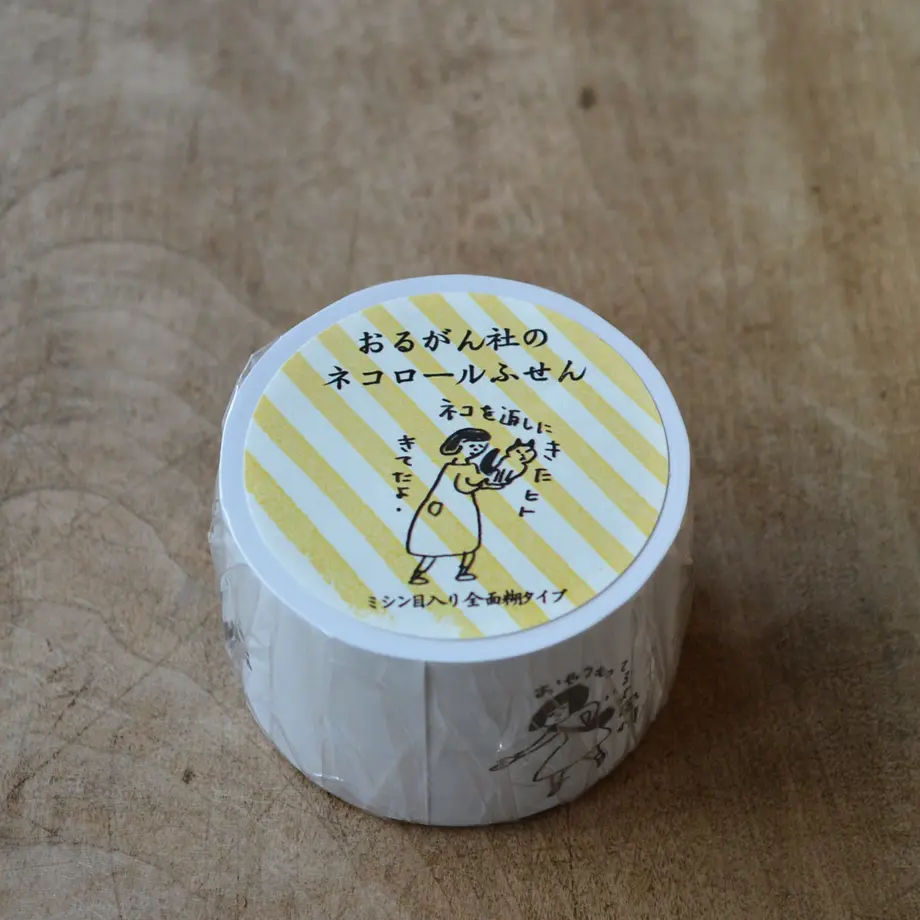 おるがん社の
ネコロールふせん
ネコを返しにきたヒト
きてたよ。
ミシン目入り全面糊タイプ